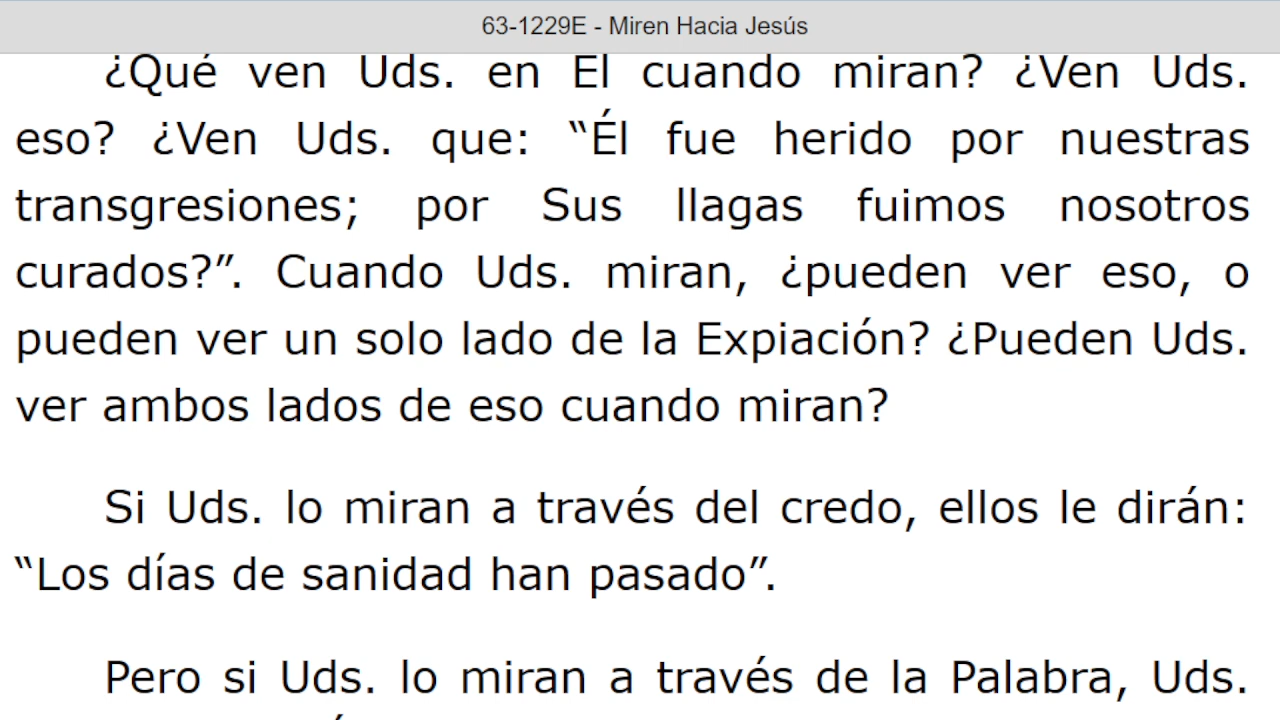 63-1229E - Miren Hacia Jesús
¿Qué ven Uds. en Él cuando miran? ¿Ven Uds.
eso? ¿Ven Uds. que: “Él fue herido por nuestras
transgresiones; por Sus llagas fuimos nosotros
curados?”. Cuando Uds. miran, ¿pueden ver eso, o
pueden ver un solo lado de la Expiación? ¿Pueden Uds.
ver ambos lados de eso cuando miran?
Si Uds. lo miran a través del credo, ellos le dirán:
“Los días de sanidad han pasado”.
Pero si Uds. lo miran a través de la Palabra, Uds.